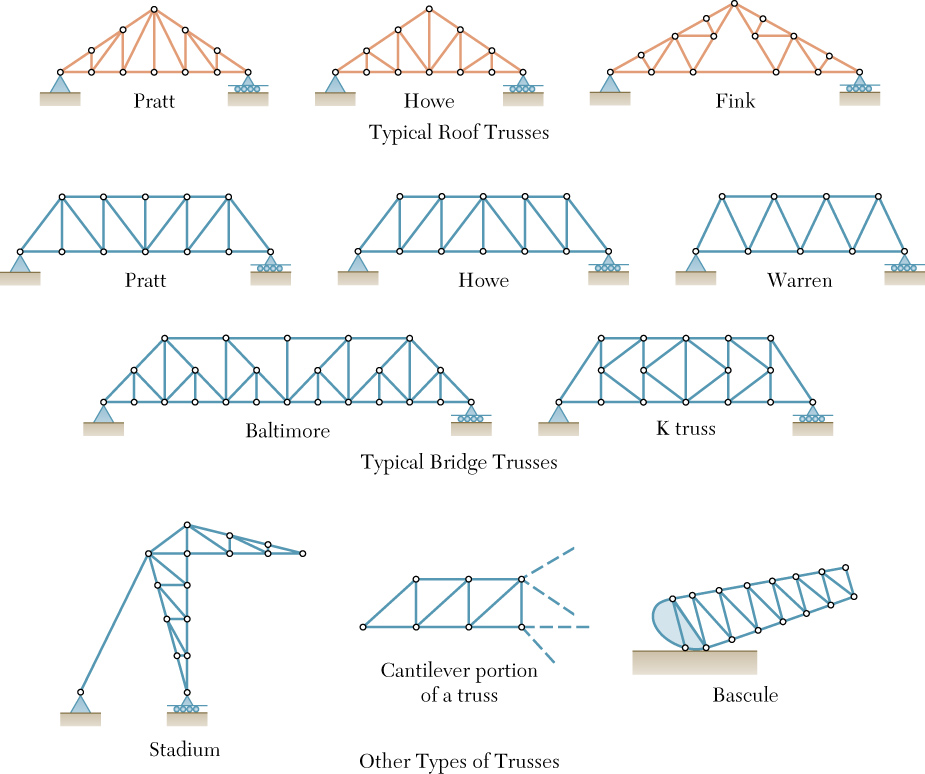 Pratt
Howe
Fink
Typical Roof Trusses
Pratt
Howe
Warren
Baltimore
K truss
Typical Bridge Trusses
Stadium
Cantilever portion
of a truss
Bascule
Other Types of Trusses